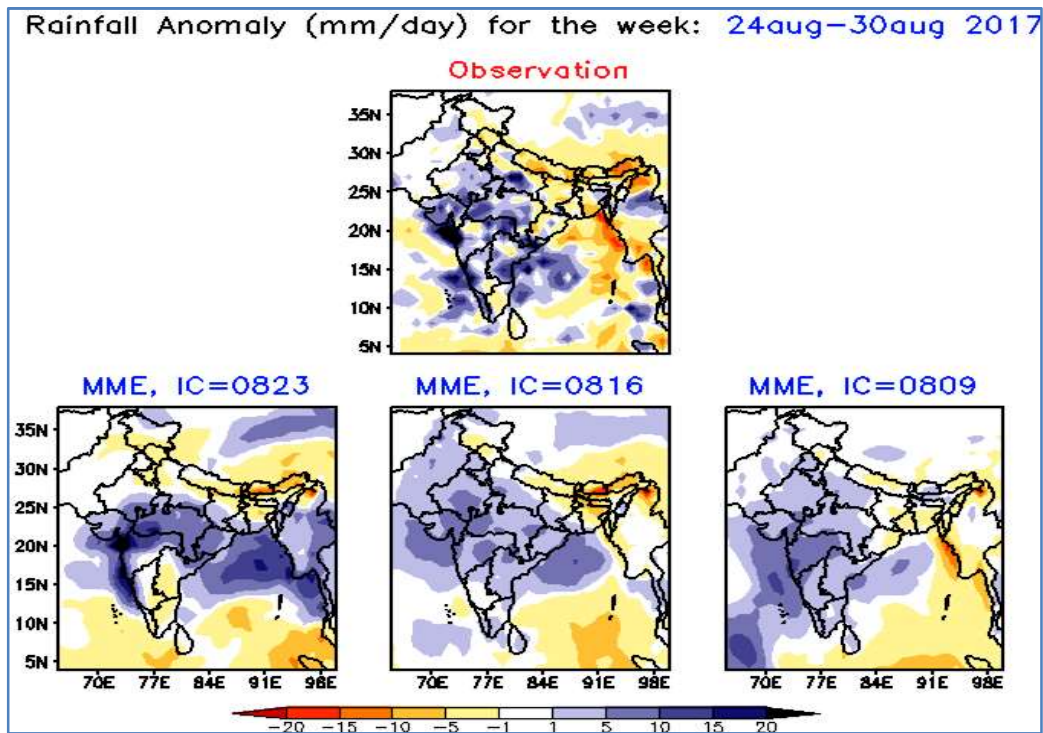 Rainfall Anomaly (mm/day) for the week: 24aug-30aug 2017
Observation
35N
30N
25N
20N
15N
10N
5N
MME, IC=0823 MME, IC=0816 MME, IC=0809
35N
30N
25N
20N
15N
10N
5N
70E 77E 84E 91E 98E 70E 77E 84E 91E 98E 70E 77E 84E 91E 98E
-20 -15 -10 -5 -1 1 5 10 15 20